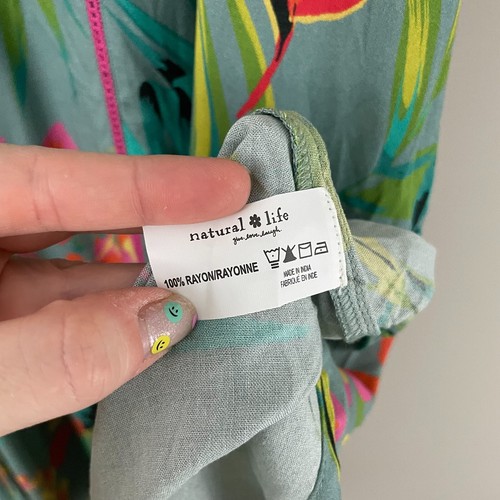 natural life
give.love.laugh.
100% RAYON/RAYONNE
MADE IN INDIA
FABRIQUÉ EN INDE